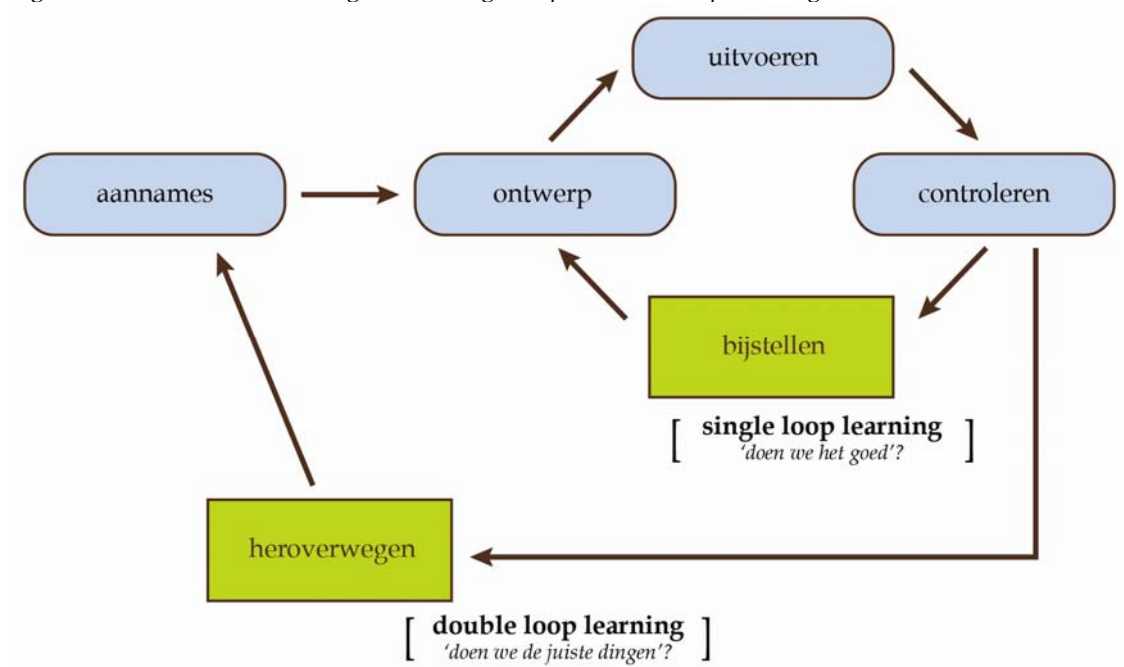 uitvoeren
aannames
ontwerp
controleren
bijstellen
[ single loop learning ]
‘doen we het goed’?
heroverwegen
[ double loop learning ]
‘doen we de juiste dingen’?